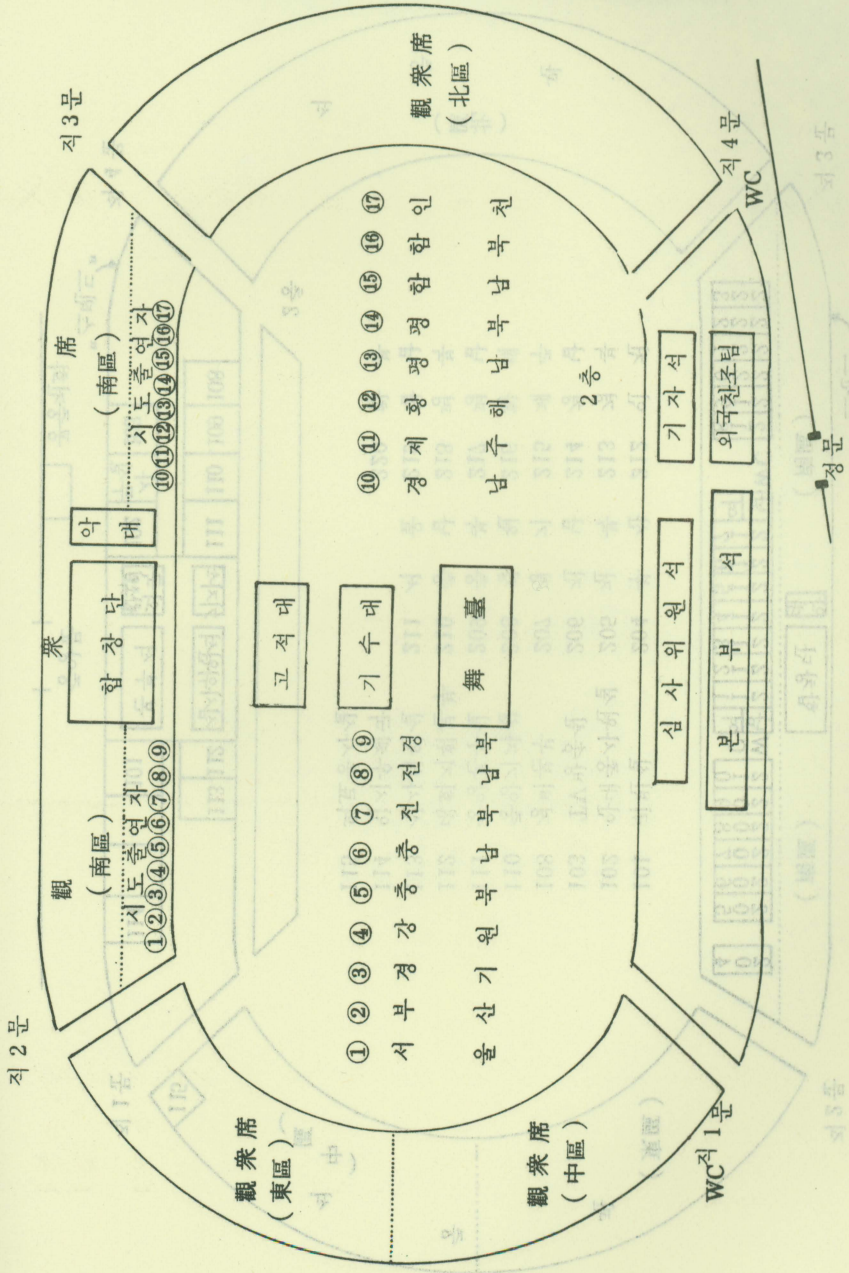 직 2 문
직 3 문
觀 衆 席
( 南區 )
( 南區 )
시 도 출 연 자
시 도 출 연 자
①②③④⑤⑥⑦⑧⑨
⑩⑪⑫⑬⑭⑮⑯⑰
합 창 단
악 대
觀 衆 席
( 東區 )
觀 衆 席
( 北區 )
고 적 대
기 수 대
舞 臺
① ② ③ ④ ⑤ ⑥ ⑦ ⑧ ⑨
서 부 경 강 충 충 전 전 경
울 산 기 원 북 남 북 남 북
⑩ ⑪ ⑫ ⑬ ⑭ ⑮ ⑯ ⑰
경 제 황 평 평 함 함 인
남 주 해 남 북 남 북 천
觀 衆 席
( 中區 )
2 층
심 사 위 원 석
기 자 석
본 부 석
외국찬조팀
WC 직 1 문
직 4 문
WC
정문